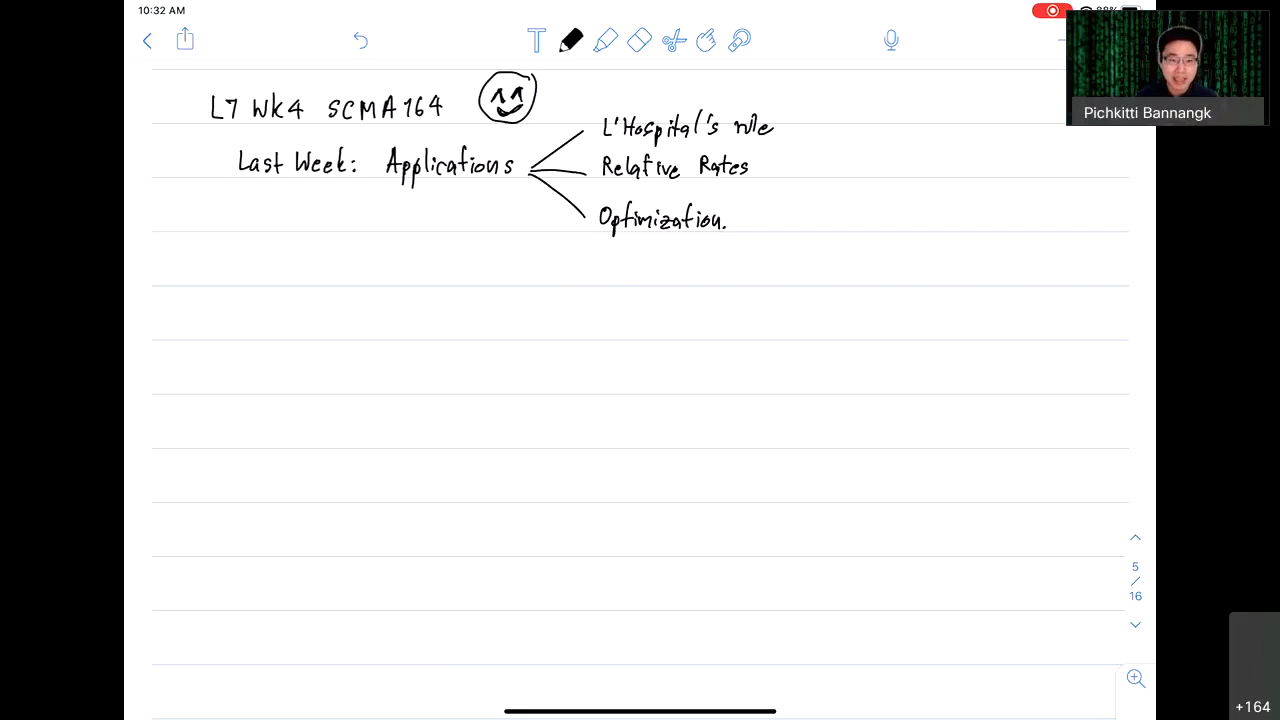 10:32 AM
88%
Pichkitti Bannangk
L7 Wk4 SCMA164
Last Week: Applications
L'Hospital's rule
Relative Rates
Optimization.
5
/
16
+164